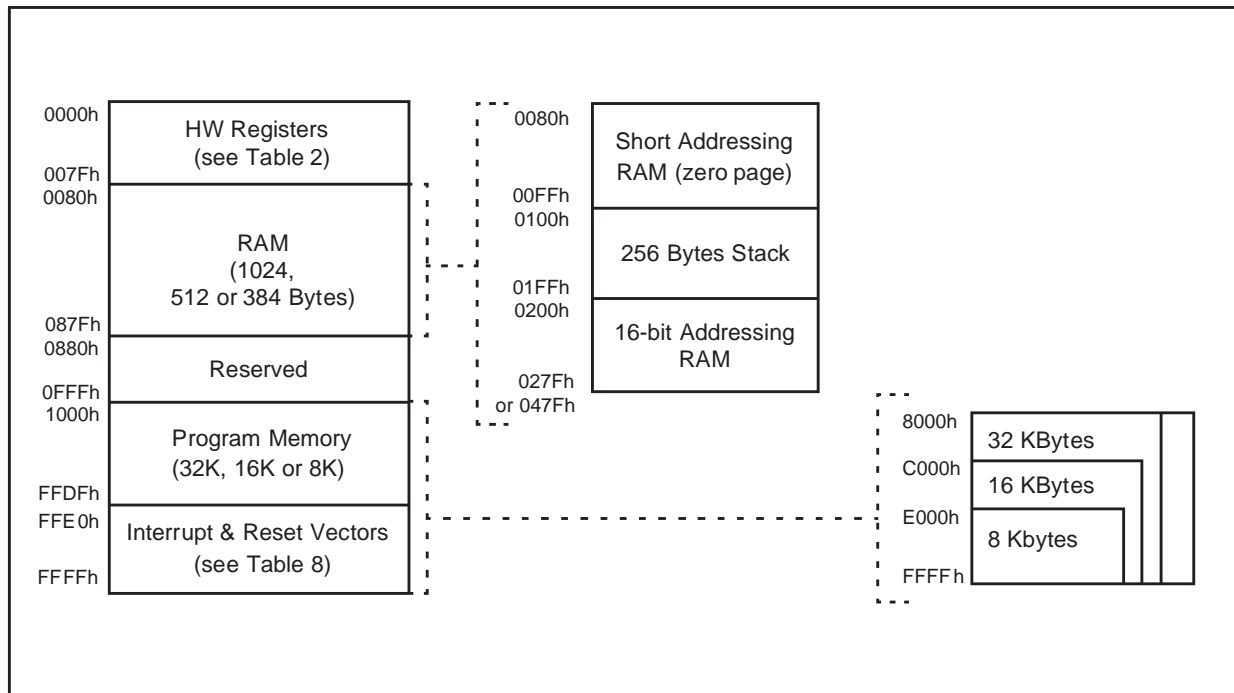 0000h
HW Registers
(see Table 2)
007Fh
0080h
RAM
(1024,
512 or 384 Bytes)
087Fh
0880h
Reserved
0FFFh
1000h
Program Memory
(32K, 16K or 8K)
FFDFh
FFE0h
Interrupt & Reset Vectors
(see Table 8)
FFFFh
0080h
Short Addressing
RAM (zero page)
00FFh
0100h
256 Bytes Stack
01FFh
0200h
16-bit Addressing
RAM
027Fh
or 047Fh
8000h
32 KBytes
C000h
16 KBytes
E000h
8 Kbytes
FFFFh